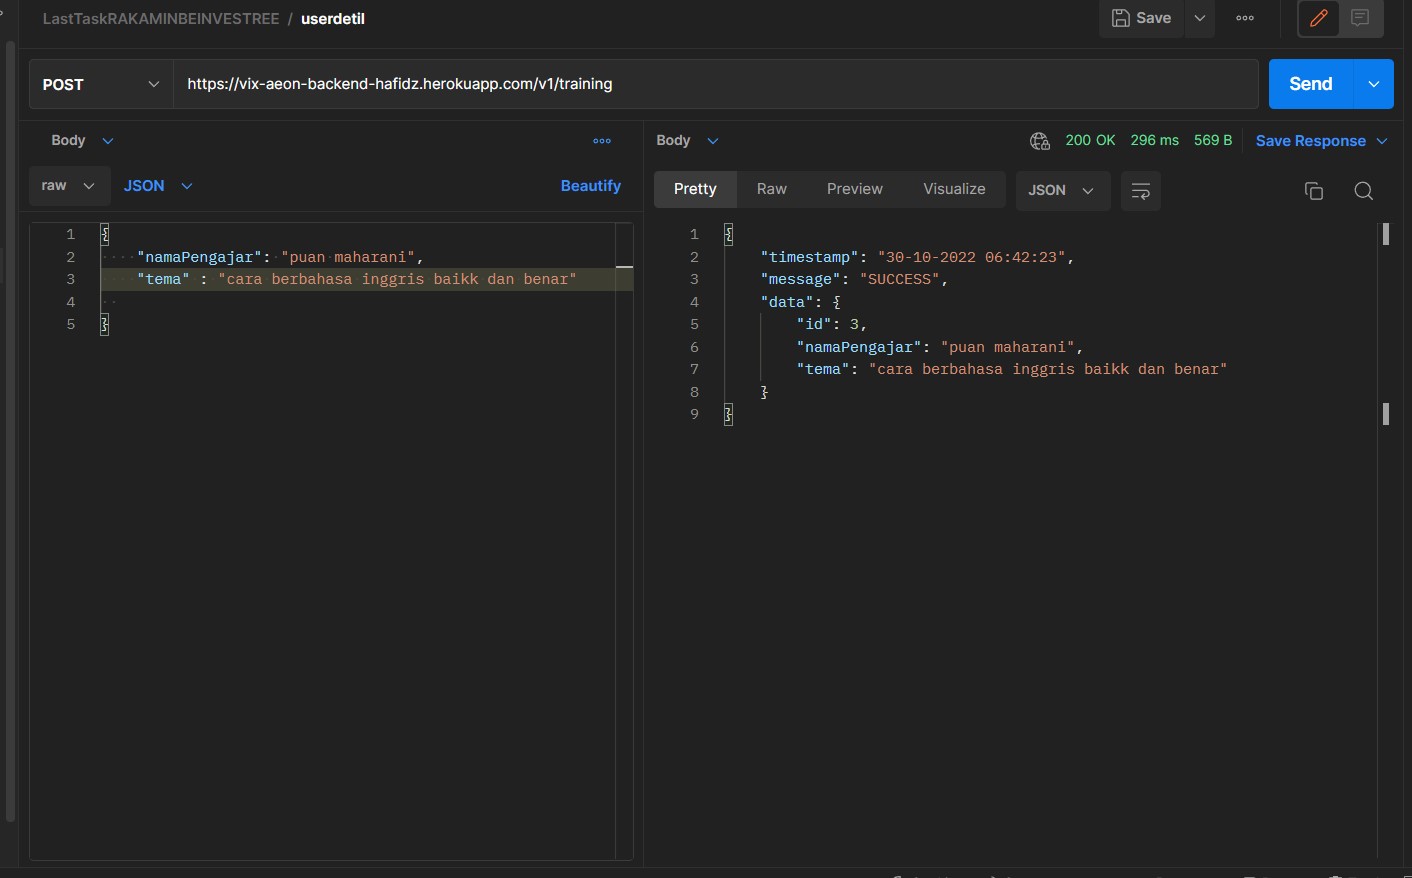 LastTaskRAKAMINBEINVESTREE / userdetil
Save
POST
https://vix-aeon-backend-hafidz.herokuapp.com/v1/training
Send
Body
raw JSON
Beautify
1 {
2 "namaPengajar": "puan maharani",
3 "tema" : "cara berbahasa inggris baikk dan benar"
4
5 }
Body
200 OK 296 ms 569 B Save Response
Pretty Raw Preview Visualize JSON
1 {
2 "timestamp": "30-10-2022 06:42:23",
3 "message": "SUCCESS",
4 "data": {
5 "id": 3,
6 "namaPengajar": "puan maharani",
7 "tema": "cara berbahasa inggris baikk dan benar"
8 }
9 }